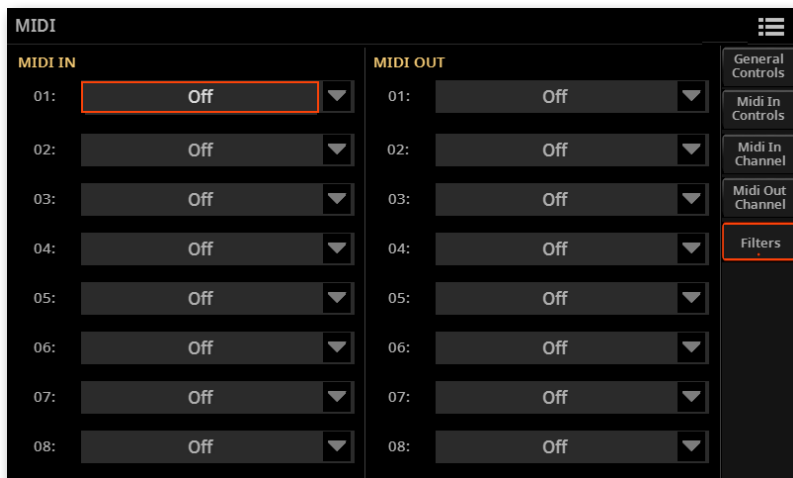 MIDI
MIDI IN
01: Off
02: Off
03: Off
04: Off
05: Off
06: Off
07: Off
08: Off
MIDI OUT
01: Off
02: Off
03: Off
04: Off
05: Off
06: Off
07: Off
08: Off
General
Controls
Midi In
Controls
Midi In
Channel
Midi Out
Channel
Filters